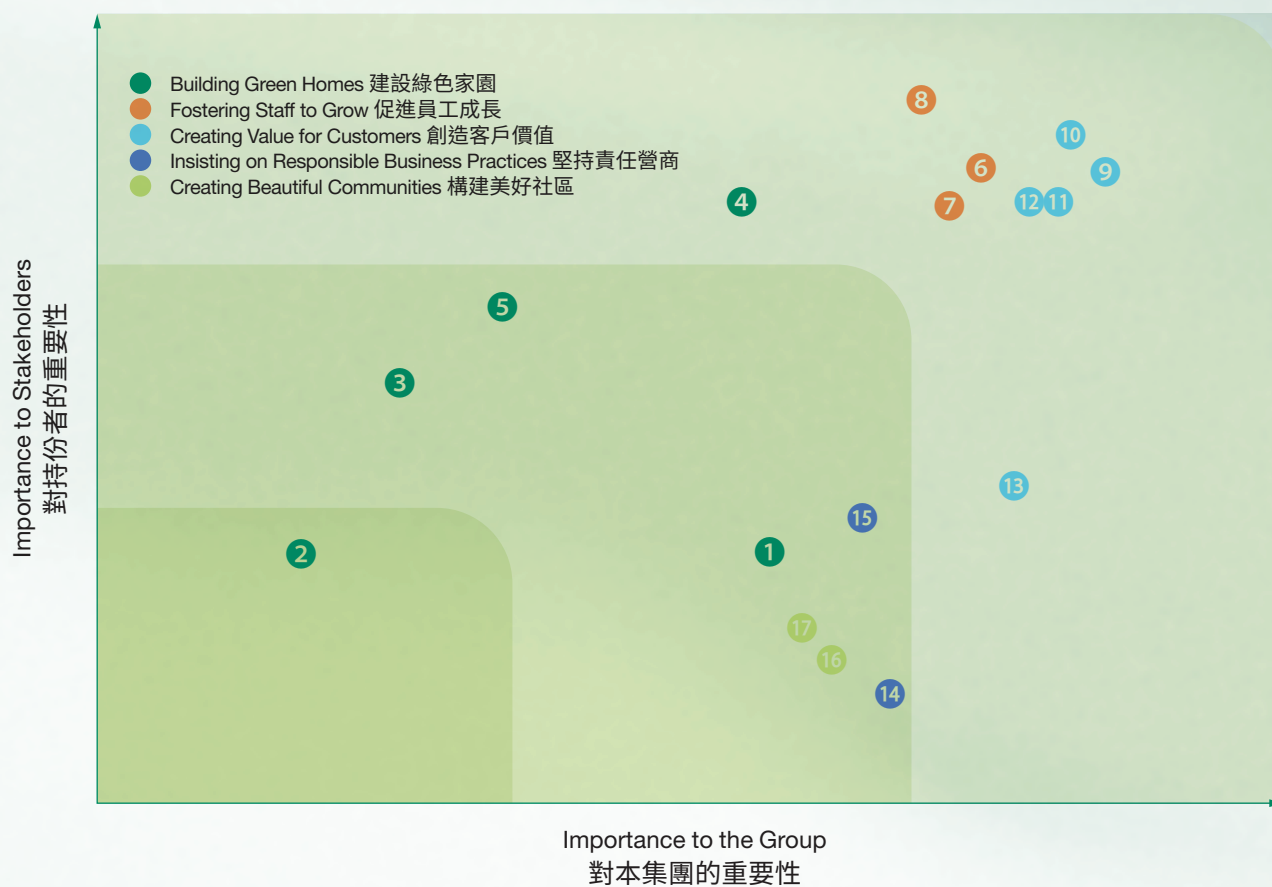 Building Green Homes 建設綠色家園
Fostering Staff to Grow 促進員工成長
Creating Value for Customers 創造客戶價值
Insisting on Responsible Business Practices 堅持責任營商
Creating Beautiful Communities 構建美好社區
8
10
6
9
4
7
12
11
5
3
13
15
2
1
17
16
14
Importance to Stakeholders
對持份者的重要性
Importance to the Group
對本集團的重要性